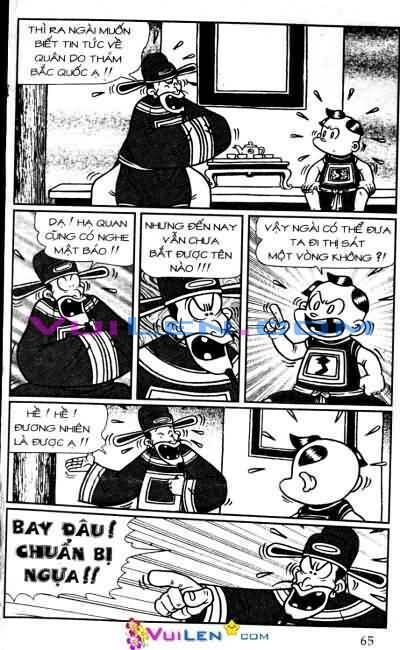 THÌ RA NGÀI MUỐN
BIẾT TIN TỨC VỀ
QUÂN DO THÁM
BẮC QUỐC Ạ !!
DẠ ! HẠ QUAN
CŨNG CÓ NGHE
MẬT BÁO !!
NHƯNG ĐẾN NAY
VẪN CHƯA
BẮT ĐƯỢC TÊN
NÀO !!!
VẬY NGÀI CÓ THỂ ĐƯA
TA ĐI THỊ SÁT
MỘT VÒNG KHÔNG ?!
VUILEN.COM
HỀ ! HỀ !
ĐƯƠNG NHIÊN
LÀ ĐƯỢC Ạ !!
BAY ĐÂU !
CHUẨN BỊ
NGỰA !!
65
VUILEN.COM